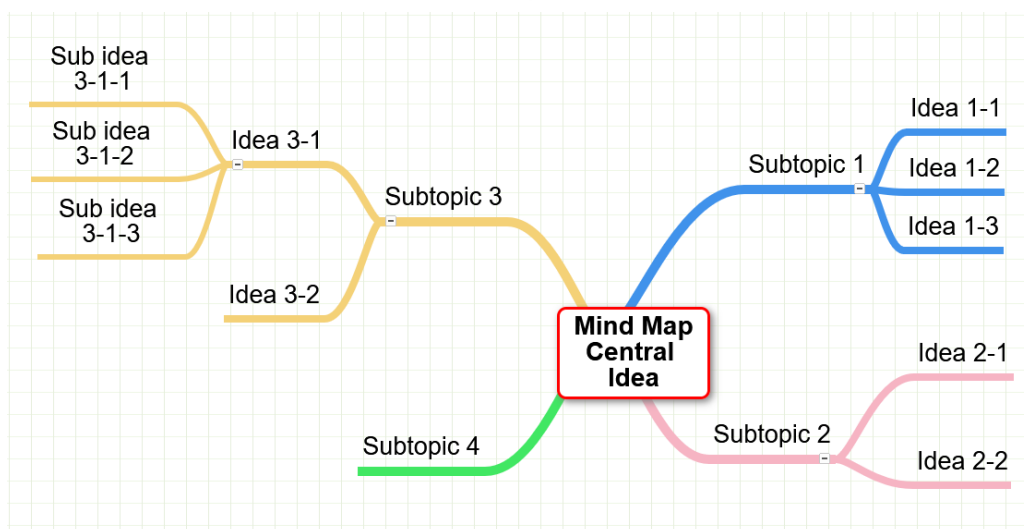 Sub idea
3-1-1
Sub idea
3-1-2
Sub idea
3-1-3
Idea 3-1
Idea 3-2
Subtopic 3
Subtopic 4
Mind Map
Central
Idea
Subtopic 1
Idea 1-1
Idea 1-2
Idea 1-3
Subtopic 2
Idea 2-1
Idea 2-2